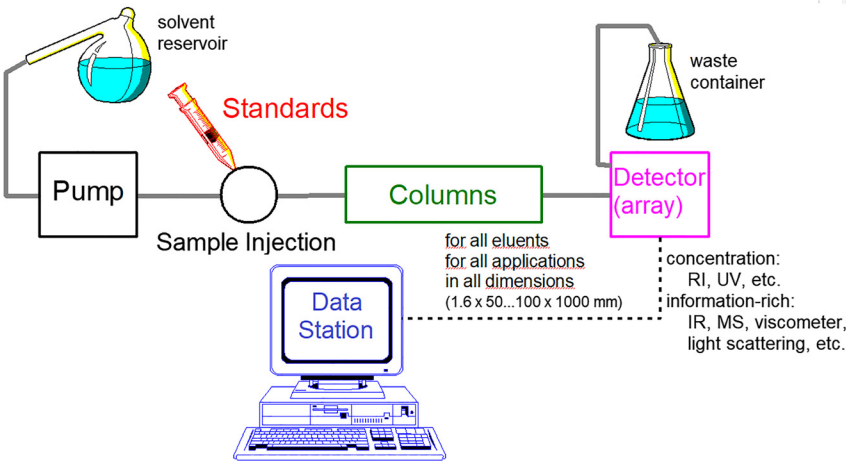 solvent
reservoir
waste
container
Standards
Pump
Columns
Detector
(array)
Sample Injection
for all eluents
for all applications
in all dimensions
(1.6 x 50...100 x 1000 mm)
concentration:
RI, UV, etc.
information-rich:
IR, MS, viscometer,
light scattering, etc.
Data
Station